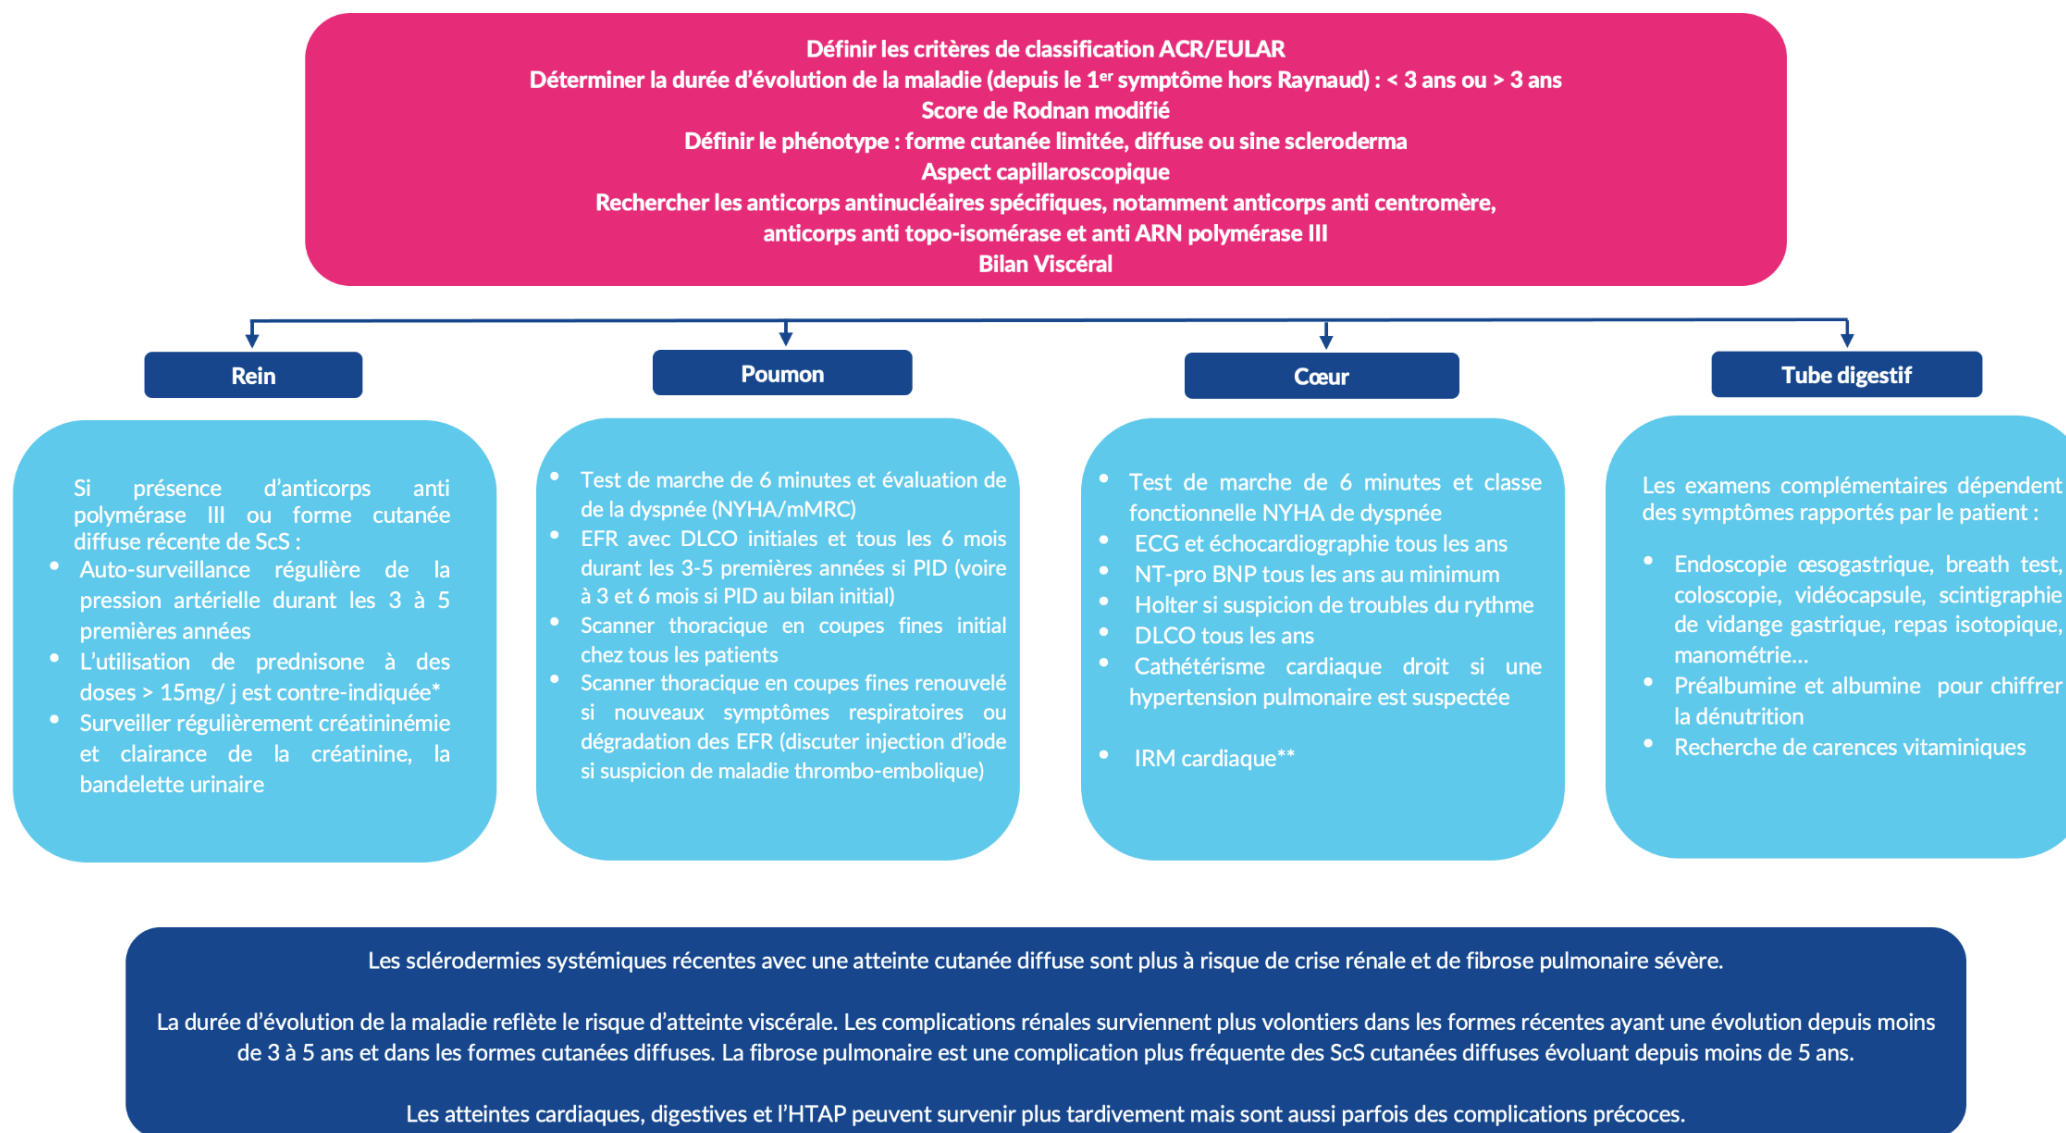 Définir les critères de classification ACR/EULAR
Déterminer la durée d'évolution de la maladie (depuis le 1er symptôme hors Raynaud) : < 3 ans ou > 3 ans
Score de Rodnan modifié
Définir le phénotype : forme cutanée limitée, diffuse ou sine scleroderma
Aspect capillaroscopique
Rechercher les anticorps antinucléaires spécifiques, notamment anticorps anti centromère,
anticorps anti topo-isomérase et anti ARN polymérase III
Bilan Viscéral
Rein
Si présence d'anticorps anti
polymérase III ou forme cutanée
diffuse récente de ScS :
• Auto-surveillance régulière de la
pression artérielle durant les 3 à 5
premières années
• L'utilisation de prednisone à des
doses > 15mg/ j est contre-indiquée*
• Surveiller régulièrement créatininémie
et clairance de la créatinine, la
bandelette urinaire
Poumon
• Test de marche de 6 minutes et évaluation de
de la dyspnée (NYHA/mMRC)
• EFR avec DLCO initiales et tous les 6 mois
durant les 3-5 premières années si PID (voire
à 3 et 6 mois si PID au bilan initial)
• Scanner thoracique en coupes fines initial
chez tous les patients
• Scanner thoracique en coupes fines renouvelé
si nouveaux symptômes respiratoires ou
dégradation des EFR (discuter injection d'iode
si suspicion de maladie thrombo-embolique)
Cœur
• Test de marche de 6 minutes et classe
fonctionnelle NYHA de dyspnée
• ECG et échocardiographie tous les ans
• NT-pro BNP tous les ans au minimum
• Holter si suspicion de troubles du rythme
• DLCO tous les ans
• Cathétérisme cardiaque droit si une
hypertension pulmonaire est suspectée
• IRM cardiaque**
Tube digestif
Les examens complémentaires dépendent
des symptômes rapportés par le patient :
• Endoscopie œsogastrique, breath test,
coloscopie, vidéocapsule, scintigraphie
de vidange gastrique, repas isotopique,
manométrie...
• Préalbumine et albumine pour chiffrer
la dénutrition
• Recherche de carences vitaminiques
Les sclérodermies systémiques récentes avec une atteinte cutanée diffuse sont plus à risque de crise rénale et de fibrose pulmonaire sévère.
La durée d'évolution de la maladie reflète le risque d'atteinte viscérale. Les complications rénales surviennent plus volontiers dans les formes récentes ayant une évolution depuis moins
de 3 à 5 ans et dans les formes cutanées diffuses. La fibrose pulmonaire est une complication plus fréquente des ScS cutanées diffuses évoluant depuis moins de 5 ans.
Les atteintes cardiaques, digestives et l'HTAP peuvent survenir plus tardivement mais sont aussi parfois des complications précoces.